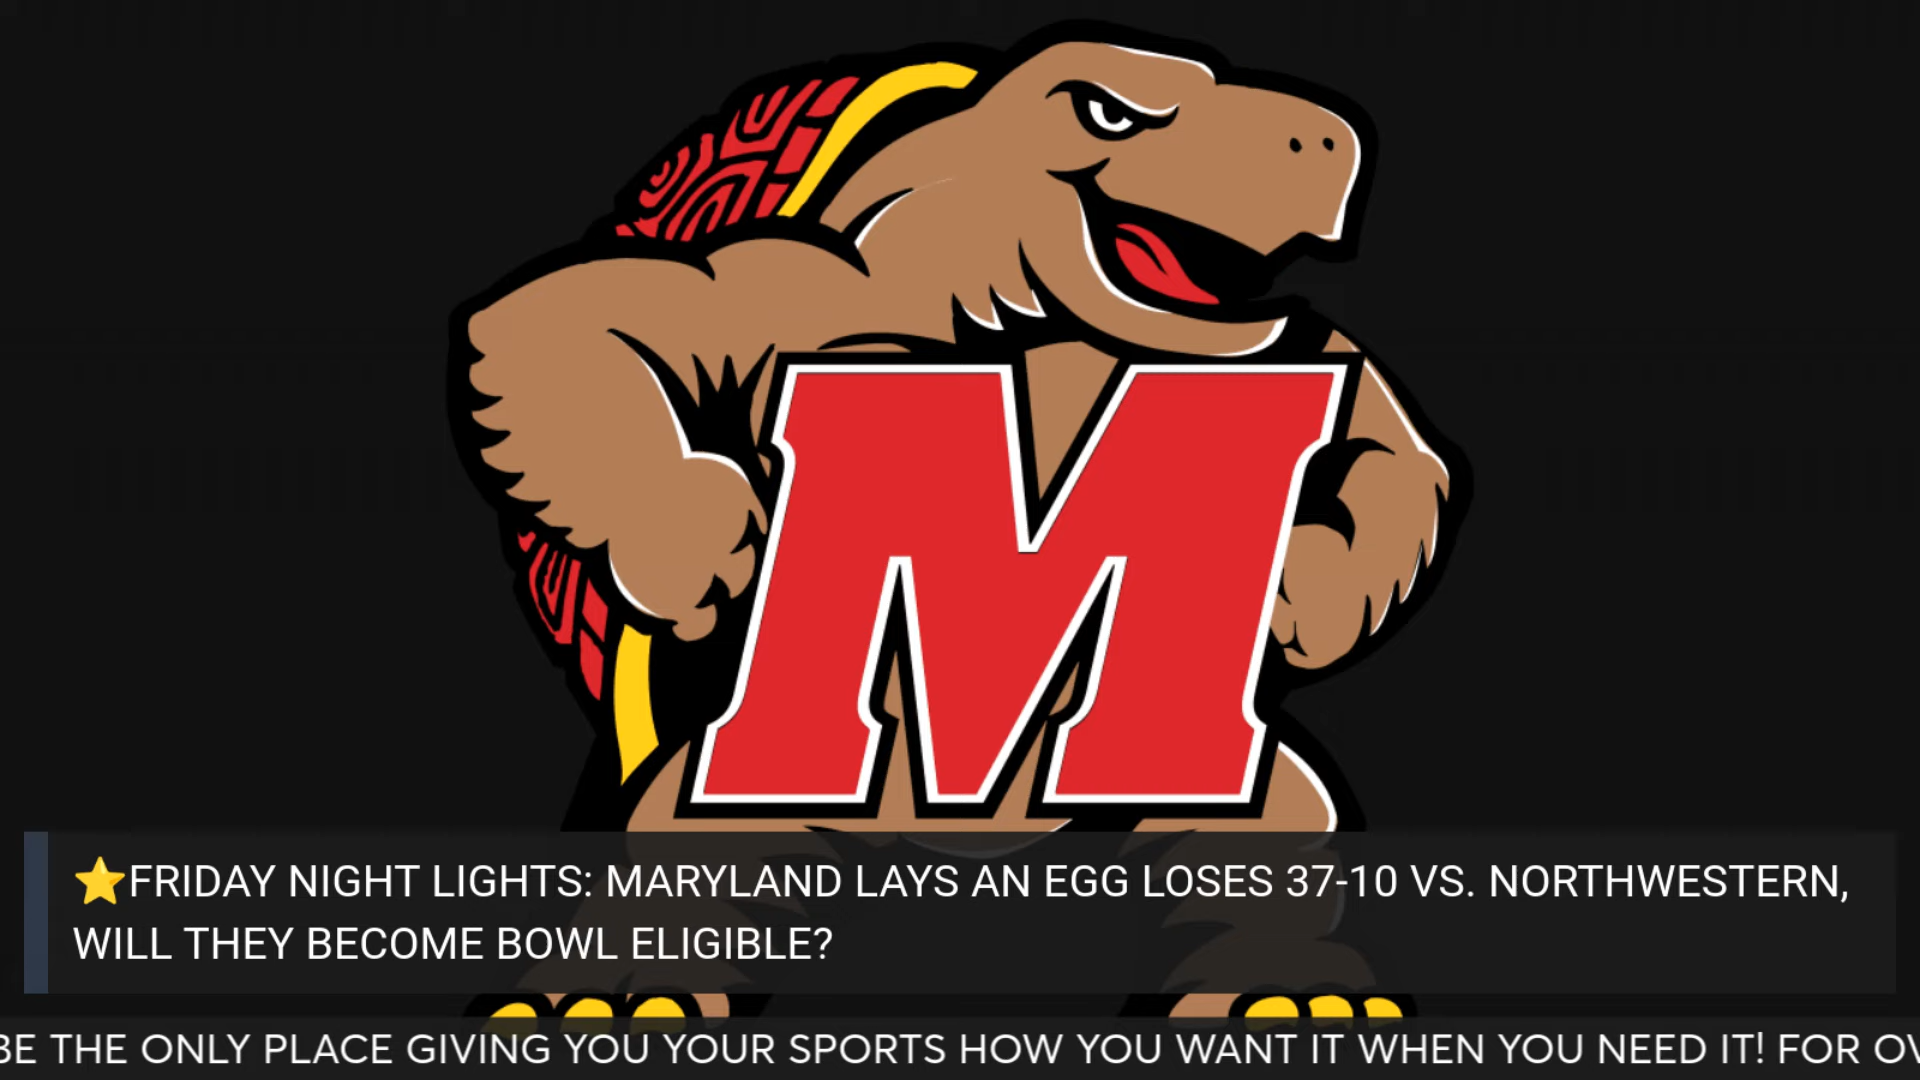 M
⭐FRIDAY NIGHT LIGHTS: MARYLAND LAYS AN EGG LOSES 37-10 VS. NORTHWESTERN,
WILL THEY BECOME BOWL ELIGIBLE?
BE THE ONLY PLACE GIVING YOU YOUR SPORTS HOW YOU WANT IT WHEN YOU NEED IT! FOR